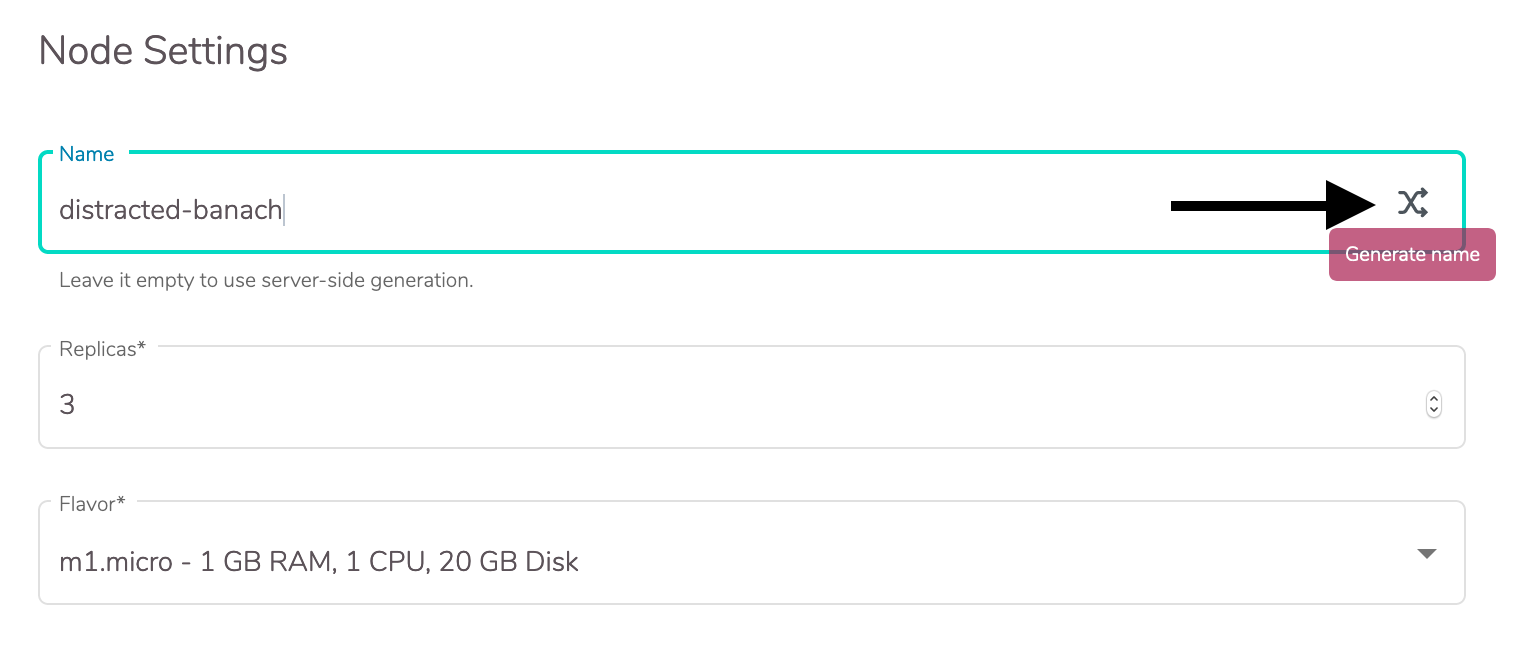 Node Settings
Name
distracted-banach
Generate name
Leave it empty to use server-side generation.
Replicas*
3
Flavor*
m1.micro - 1 GB RAM, 1 CPU, 20 GB Disk